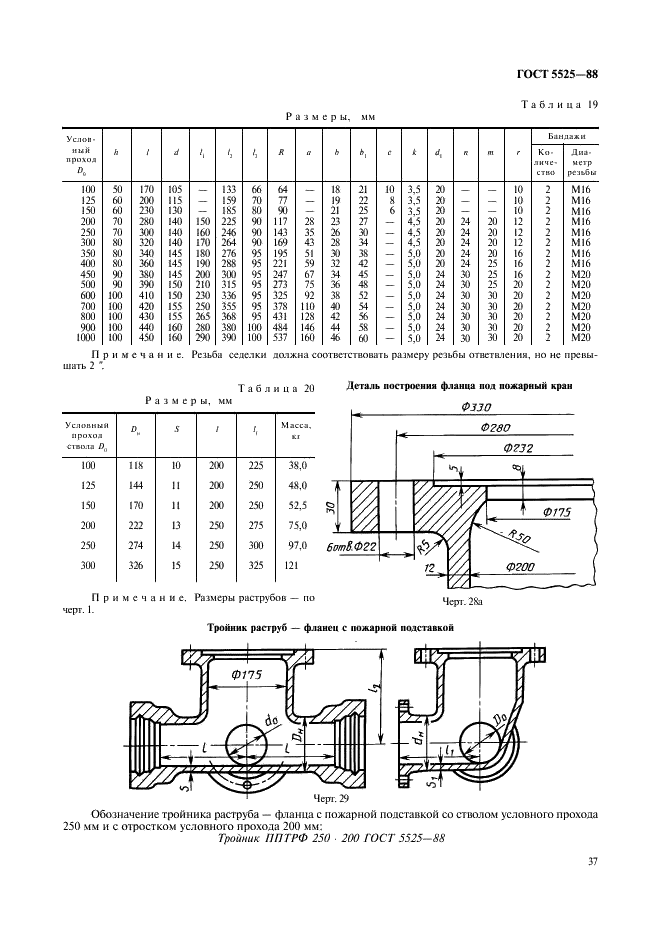 ГОСТ 5525—88
Таблица 19
Размеры, мм
Условный проход D₀ h l d l₁ l₂ l₃ R a b b₁ c k d₁ n m r Бандажи
Количество Диаметр резьбы
100 50 170 105 — 133 66 64 — 18 21 10 3,5 20 — — 10 2 М16
125 60 200 115 — 159 70 77 — 19 22 8 3,5 20 — — 10 2 М16
150 60 230 130 — 185 80 90 — 21 25 6 3,5 20 — — 10 2 М16
200 70 280 140 150 225 90 117 28 23 27 — 4,5 20 24 20 12 2 М16
250 70 300 140 160 246 90 143 35 26 30 — 4,5 20 24 20 12 2 М16
300 80 320 140 170 264 90 169 43 28 34 — 4,5 20 24 20 12 2 М16
350 80 340 145 180 276 95 195 51 30 38 — 5,0 20 24 20 16 2 М16
400 80 360 145 190 288 95 221 59 32 42 — 5,0 20 24 25 16 2 М16
450 90 380 145 200 300 95 247 67 34 45 — 5,0 24 30 25 16 2 М20
500 90 390 150 210 315 95 273 75 36 48 — 5,0 24 30 25 20 2 М20
600 100 410 150 230 336 95 325 92 38 52 — 5,0 24 30 30 20 2 М20
700 100 420 155 250 355 95 378 110 40 54 — 5,0 24 30 30 20 2 М20
800 100 430 155 265 368 95 431 128 42 56 — 5,0 24 30 30 20 2 М20
900 100 440 160 280 380 100 484 146 44 58 — 5,0 24 30 30 20 2 М20
1000 100 450 160 290 390 100 537 160 46 60 — 5,0 24 30 30 20 2 М20
Примечание. Резьба седелки должна соответствовать размеру резьбы ответвления, но не превы-
шать 2 ″.
Таблица 20
Размеры, мм
Условный проход ствола D₀ Dн S l l₁ Масса, кг
100 118 10 200 225 38,0
125 144 11 200 250 48,0
150 170 11 200 250 52,5
200 222 13 250 275 75,0
250 274 14 250 300 97,0
300 326 15 250 325 121
Примечание. Размеры раструбов — по
черт. 1.
Деталь построения фланца под пожарный кран
Ф330
Ф280
Ф232
5
8
30
Ф175
6отв.Ф22
R5
R50
12
Ф200
Черт. 28а
Тройник раструб — фланец с пожарной подставкой
Ф175
l₂
d₀
Dн
l
L
S
dн
D₀
l₁
S₁
Черт. 29
Обозначение тройника раструба — фланца с пожарной подставкой со стволом условного прохода
250 мм и с отростком условного прохода 200 мм:
Тройник ППТРФ 250 · 200 ГОСТ 5525—88
37